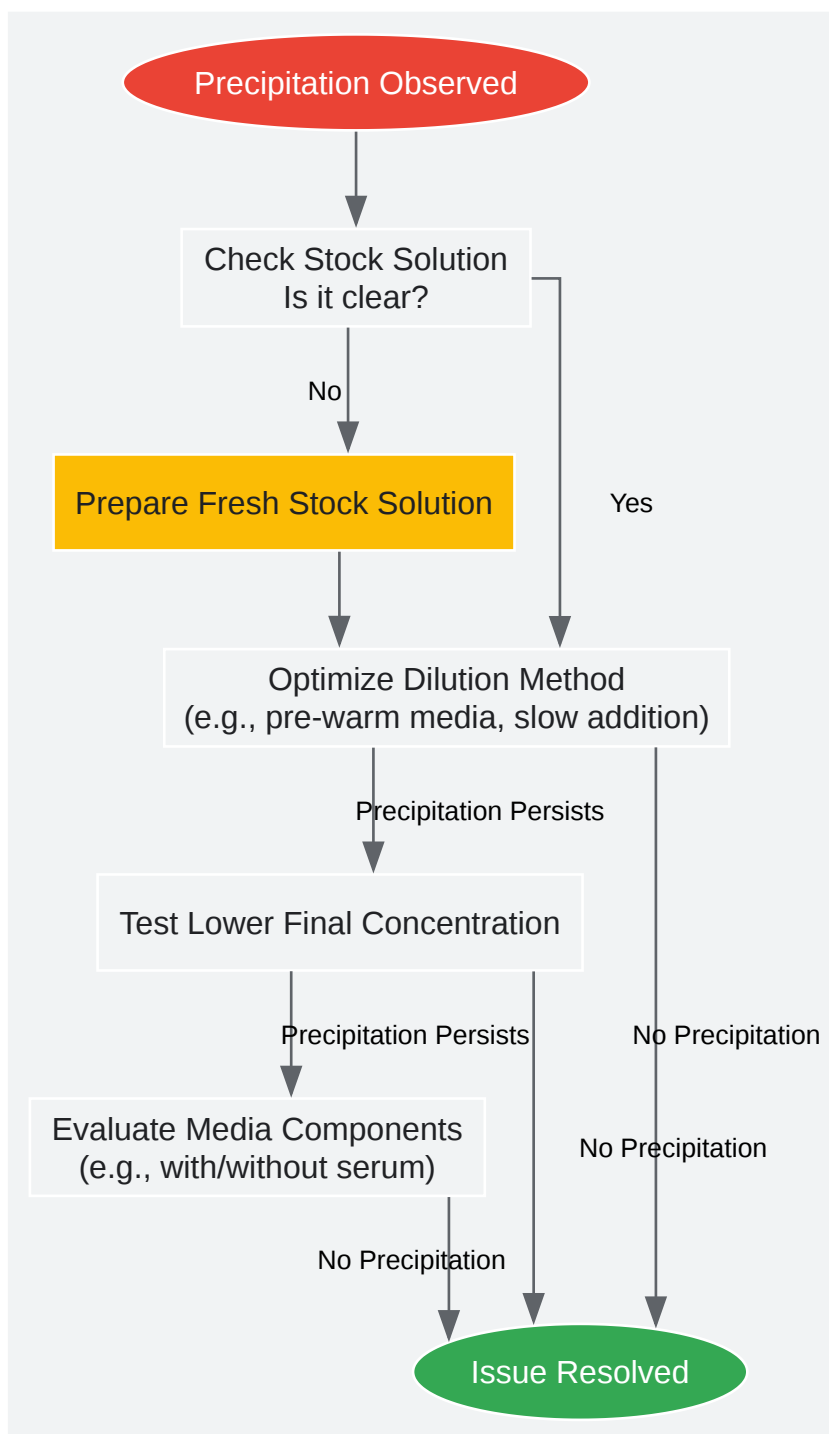 Precipitation Observed
Check Stock Solution
Is it clear?
No
Prepare Fresh Stock Solution
Yes
Optimize Dilution Method
(e.g., pre-warm media, slow addition)
Precipitation Persists
Test Lower Final Concentration
Precipitation Persists
No Precipitation
Evaluate Media Components
(e.g., with/without serum)
No Precipitation
No Precipitation
Issue Resolved